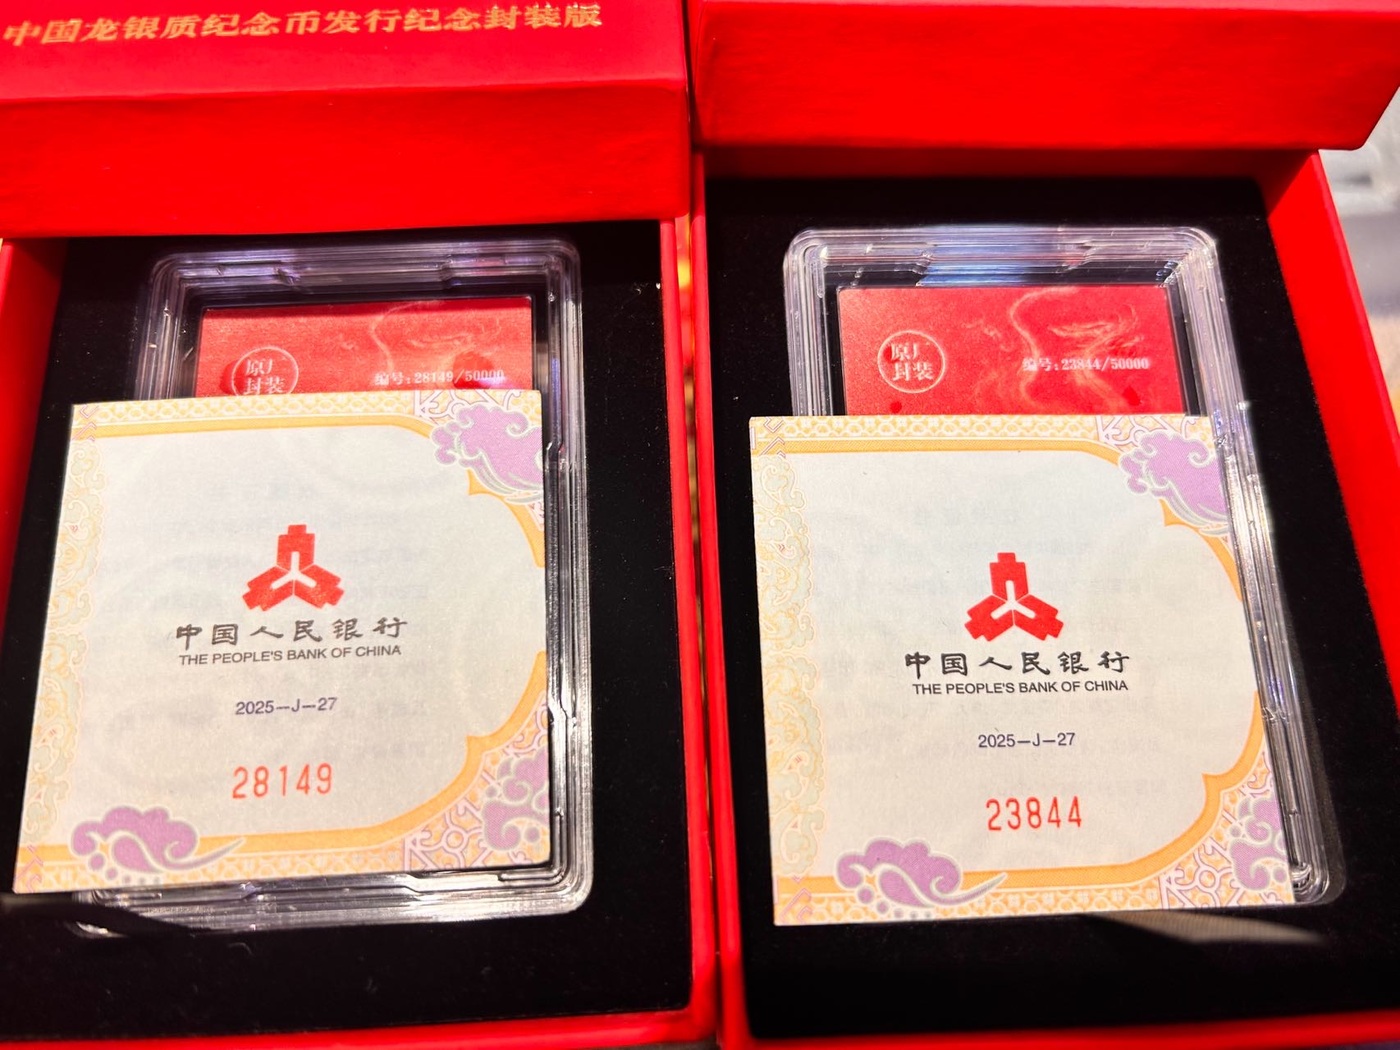 中国龙银质纪念币发行纪念封装版
原厂
封装
编号:28149/50000
中国人民银行
THE PEOPLE'S BANK OF CHINA
2025-J-27
28149
原厂
封装
编号:23844/50000
中国人民银行
THE PEOPLE'S BANK OF CHINA
2025-J-27
23844